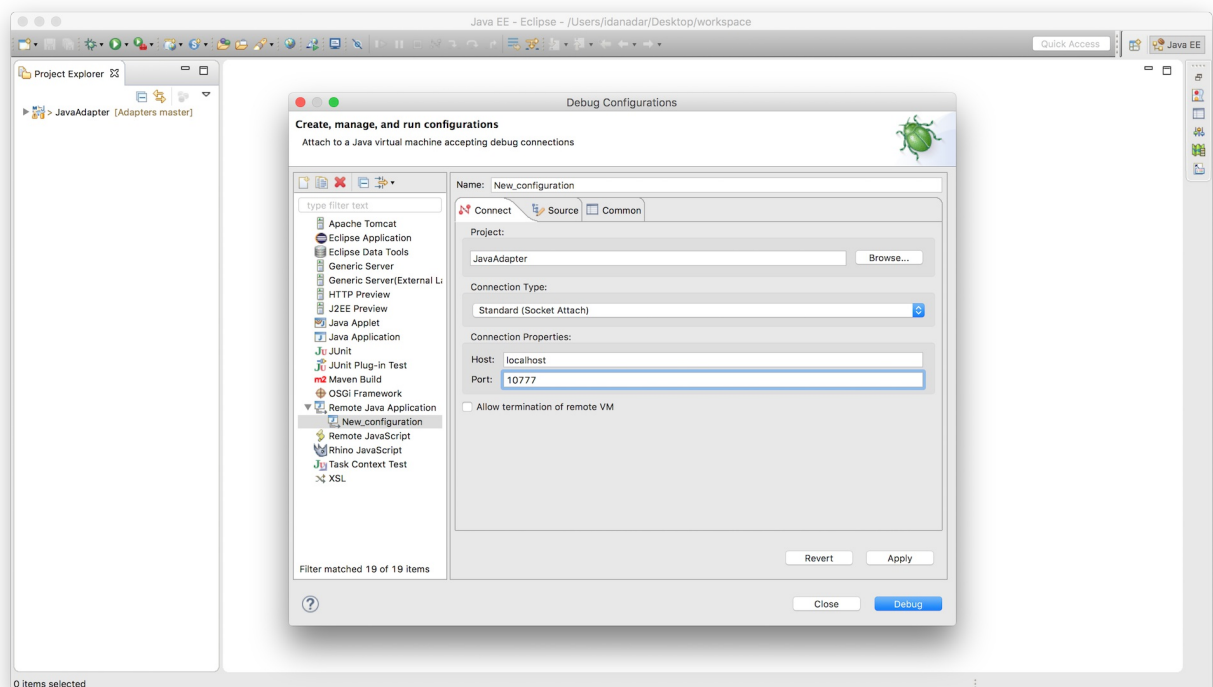 Java EE - Eclipse - /Users/idanadar/Desktop/workspace
Quick Access
Java EE
Project Explorer
> JavaAdapter [Adapters master]
Debug Configurations
Create, manage, and run configurations
Attach to a Java virtual machine accepting debug connections
type filter text
Apache Tomcat
Eclipse Application
Eclipse Data Tools
Generic Server
Generic Server(External La
HTTP Preview
J2EE Preview
Java Applet
Java Application
JUnit
JUnit Plug-in Test
Maven Build
OSGi Framework
Remote Java Application
New_configuration
Remote JavaScript
Rhino JavaScript
Task Context Test
XSL
Filter matched 19 of 19 items
Name: New_configuration
Connect Source Common
Project:
JavaAdapter Browse...
Connection Type:
Standard (Socket Attach)
Connection Properties:
Host: localhost
Port: 10777
Allow termination of remote VM
Revert Apply
Close Debug
0 items selected